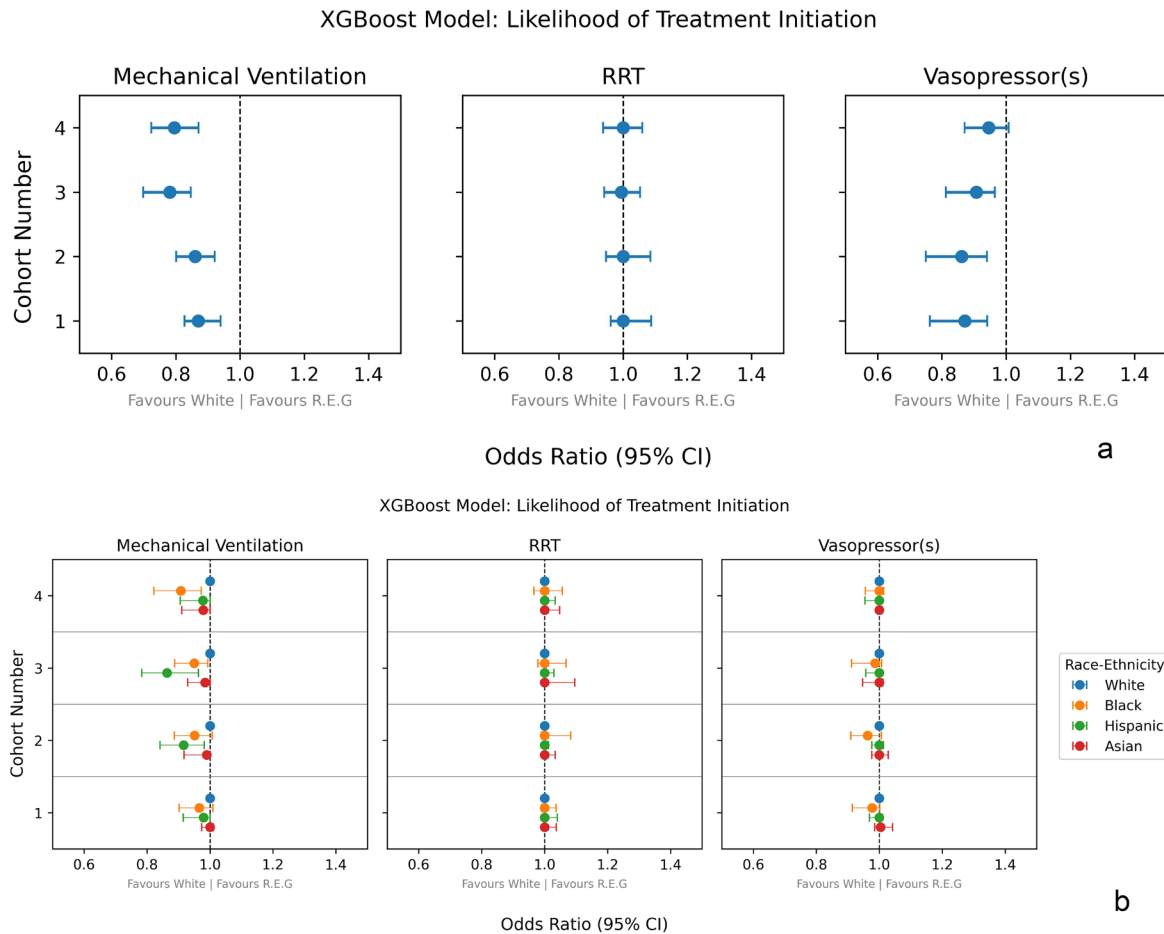 XGBoost Model: Likelihood of Treatment Initiation
Mechanical Ventilation
RRT
Vasopressor(s)
Cohort Number
4
3
2
1
0.6 0.8 1.0 1.2 1.4
0.6 0.8 1.0 1.2 1.4
0.6 0.8 1.0 1.2 1.4
Favours White | Favours R.E.G
Favours White | Favours R.E.G
Favours White | Favours R.E.G
Odds Ratio (95% CI)
a
XGBoost Model: Likelihood of Treatment Initiation
Mechanical Ventilation
RRT
Vasopressor(s)
Cohort Number
4
3
2
1
0.6 0.8 1.0 1.2 1.4
0.6 0.8 1.0 1.2 1.4
0.6 0.8 1.0 1.2 1.4
Favours White | Favours R.E.G
Favours White | Favours R.E.G
Favours White | Favours R.E.G
Race-Ethnicity
White
Black
Hispanic
Asian
Odds Ratio (95% CI)
b